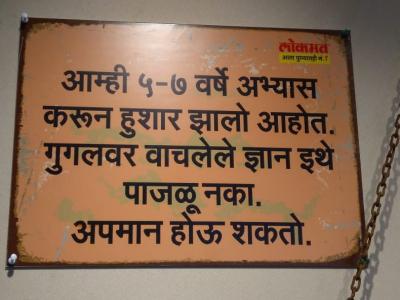 लोकमत
आम्ही ५-७ वर्षे अभ्यास
करून हुशार झालो आहोत.
गुगलवर वाचलेले ज्ञान इथे
पाजळू नका.
अपमान होऊ शकतो.